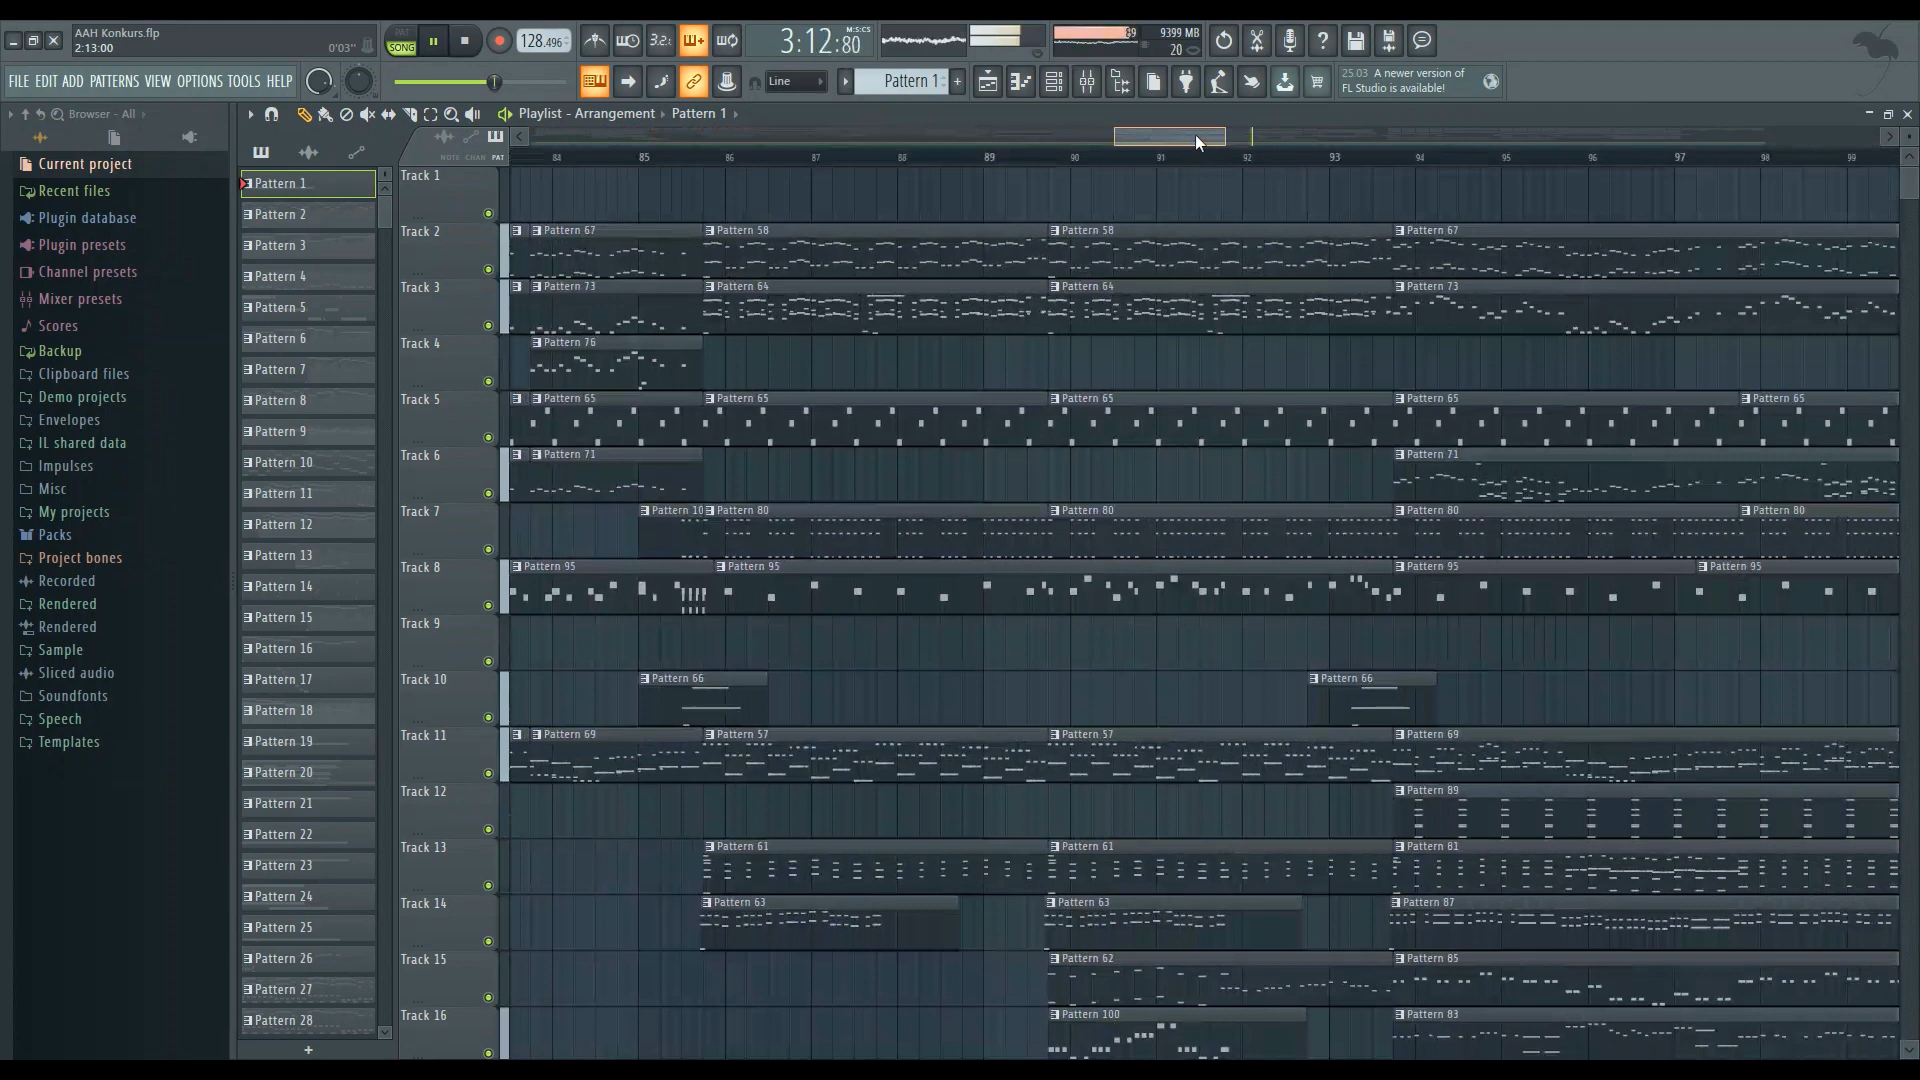 AAH Konkurs.flp
2:13:00
0'03"
PAT
SONG
128.496
3.2.
3:12:80
M:S:CS
9399 MB
20
FILE EDIT ADD PATTERNS VIEW OPTIONS TOOLS HELP
Line
Pattern 1
25.03 A newer version of
FL Studio is available!
Browser - All
Playlist - Arrangement › Pattern 1 ›
NOTE CHAN PAT
84 85 86 87 88 89 90 91 92 93 94 95 96 97 98 99
Current project
Recent files
Plugin database
Plugin presets
Channel presets
Mixer presets
Scores
Backup
Clipboard files
Demo projects
Envelopes
IL shared data
Impulses
Misc
My projects
Packs
Project bones
Recorded
Rendered
Rendered
Sample
Sliced audio
Soundfonts
Speech
Templates
Pattern 1
Pattern 2
Pattern 3
Pattern 4
Pattern 5
Pattern 6
Pattern 7
Pattern 8
Pattern 9
Pattern 10
Pattern 11
Pattern 12
Pattern 13
Pattern 14
Pattern 15
Pattern 16
Pattern 17
Pattern 18
Pattern 19
Pattern 20
Pattern 21
Pattern 22
Pattern 23
Pattern 24
Pattern 25
Pattern 26
Pattern 27
Pattern 28
Track 1
Track 2
Pattern 67 Pattern 58 Pattern 58 Pattern 67
Track 3
Pattern 73 Pattern 64 Pattern 64 Pattern 73
Track 4
Pattern 76
Track 5
Pattern 65 Pattern 65 Pattern 65 Pattern 65 Pattern 65
Track 6
Pattern 71 Pattern 71
Track 7
Pattern 10 Pattern 80 Pattern 80 Pattern 80 Pattern 80
Track 8
Pattern 95 Pattern 95 Pattern 95 Pattern 95
Track 9
Track 10
Pattern 66 Pattern 66
Track 11
Pattern 69 Pattern 57 Pattern 57 Pattern 69
Track 12
Pattern 89
Track 13
Pattern 61 Pattern 61 Pattern 81
Track 14
Pattern 63 Pattern 63 Pattern 87
Track 15
Pattern 62 Pattern 85
Track 16
Pattern 100 Pattern 83